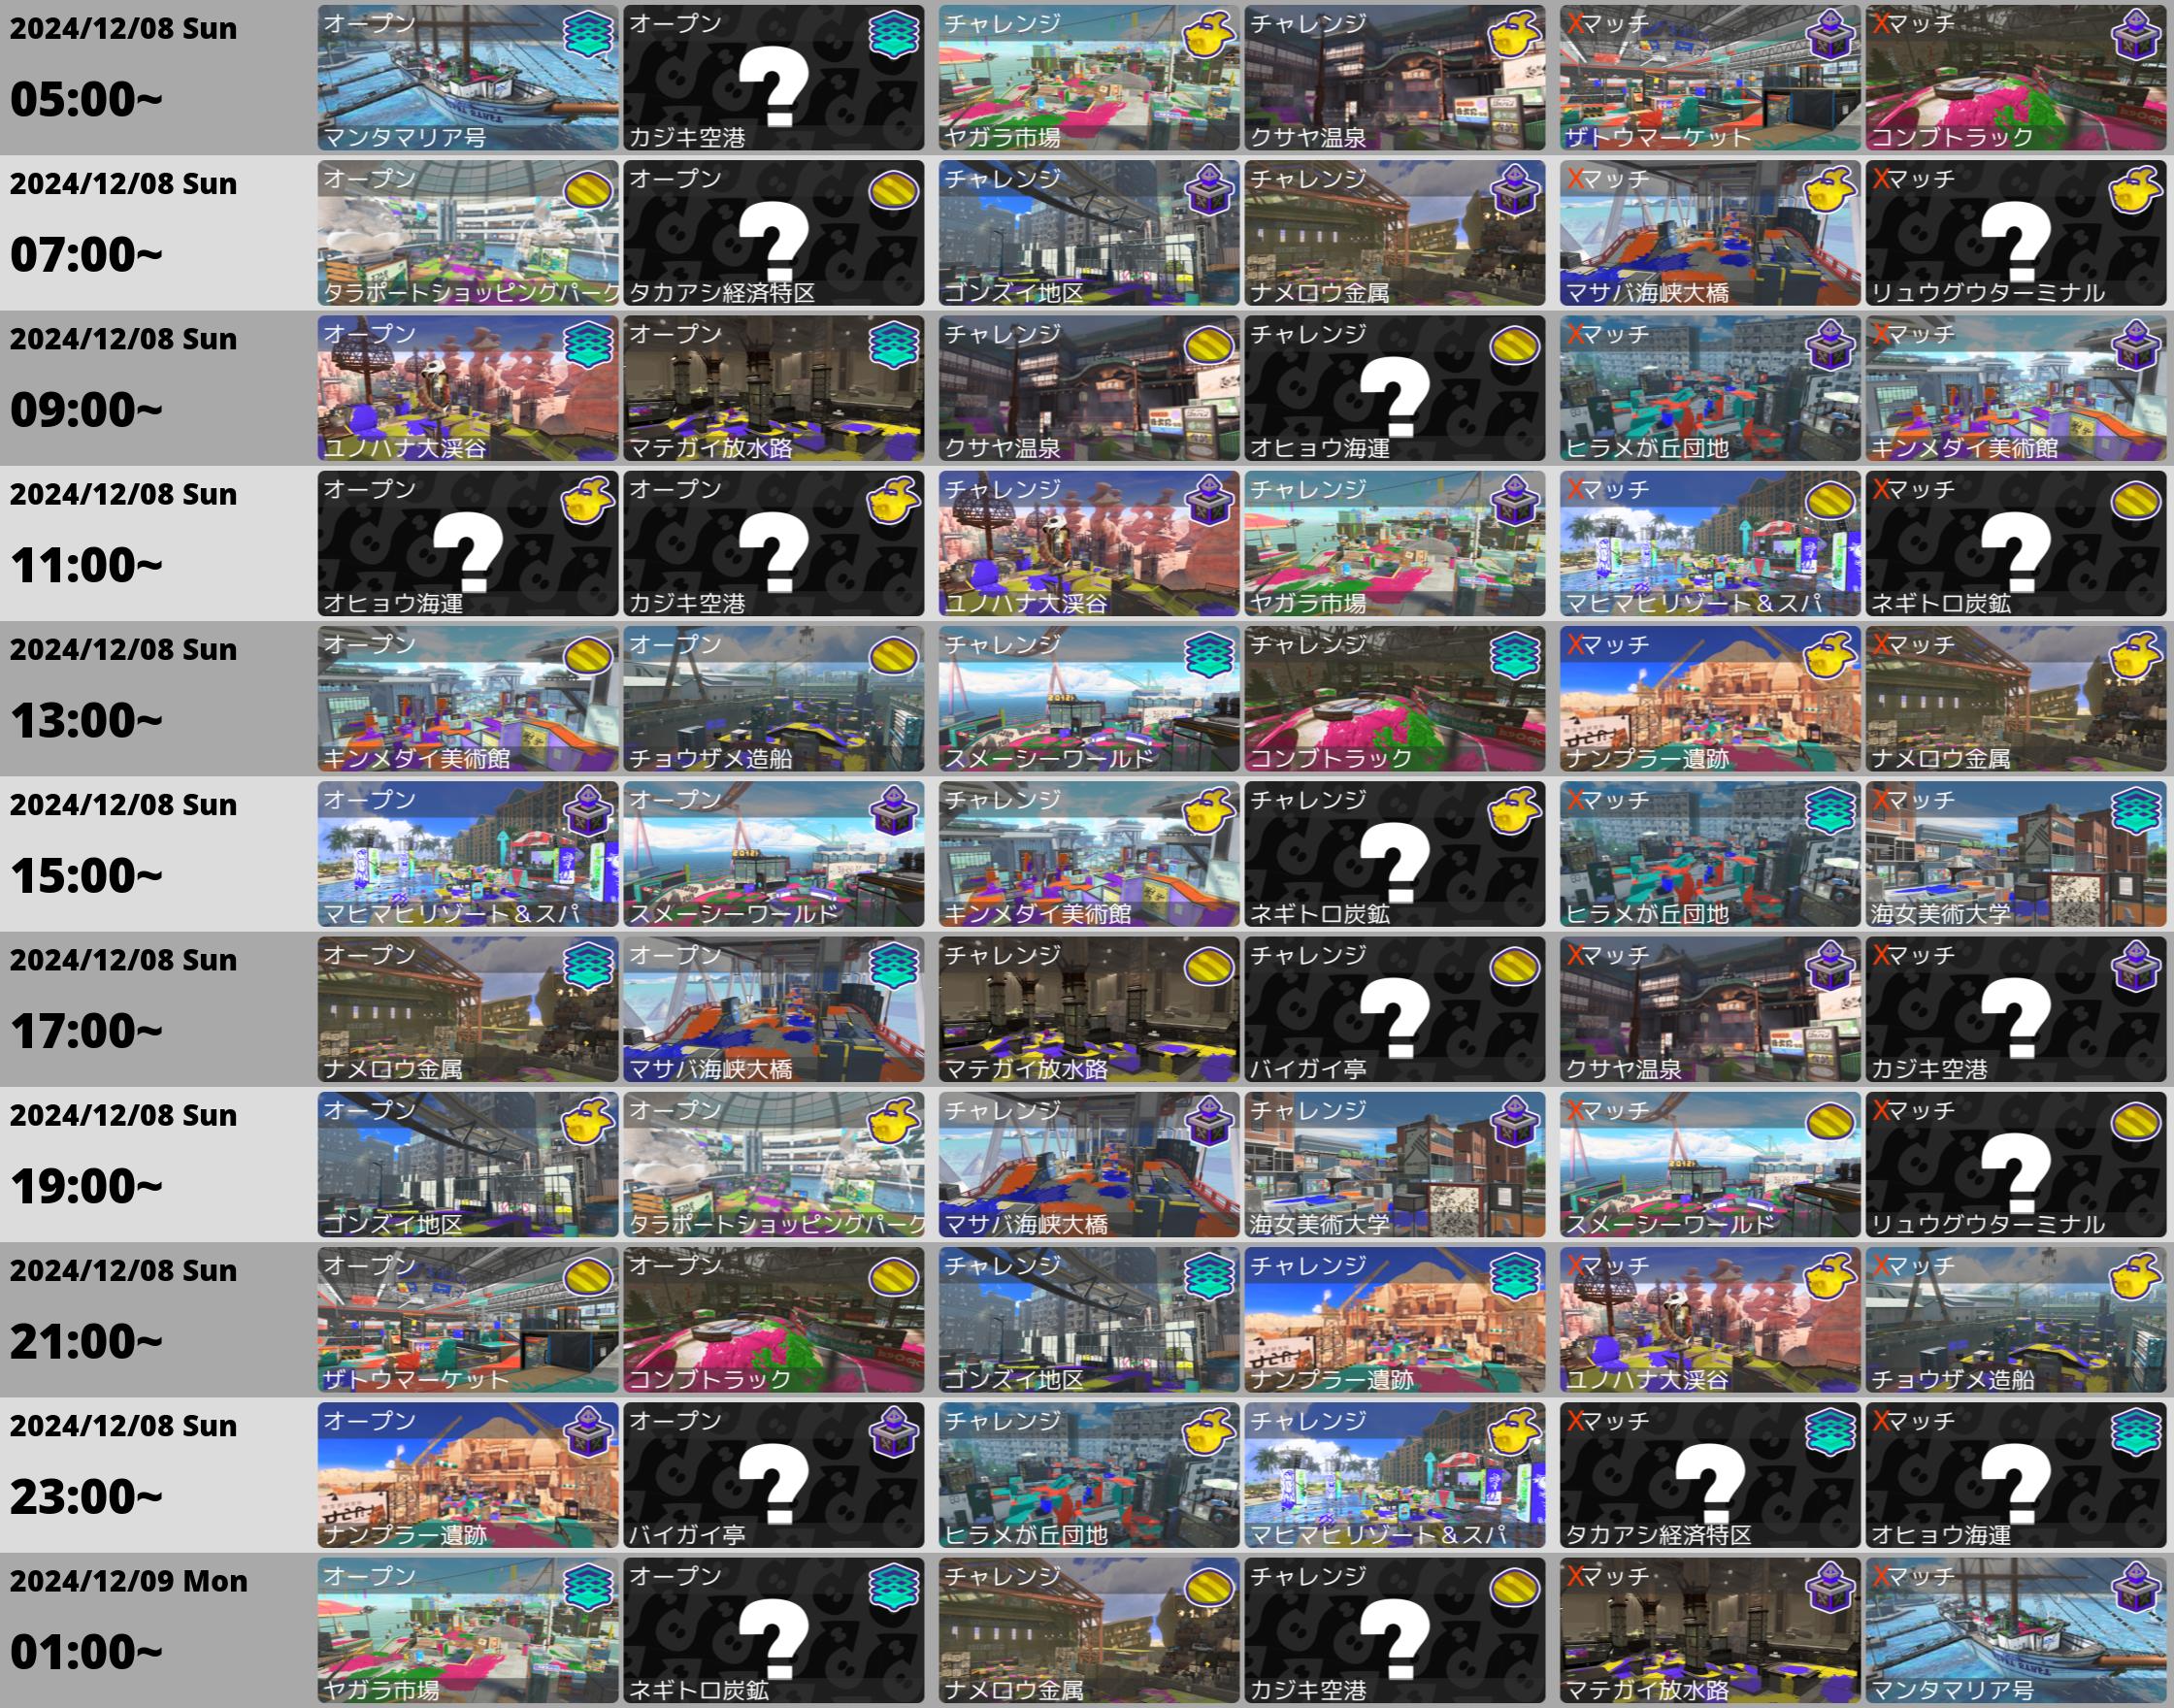 2024/12/08 Sun
05:00~
オープン オープン チャレンジ チャレンジ Xマッチ Xマッチ
マンタマリア号 カジキ空港 ヤガラ市場 クサヤ温泉 ザトウマーケット コンブトラック
2024/12/08 Sun
07:00~
オープン オープン チャレンジ チャレンジ Xマッチ Xマッチ
タラポートショッピングパーク タカアシ経済特区 ゴンズイ地区 ナメロウ金属 マサバ海峡大橋 リュウグウターミナル
2024/12/08 Sun
09:00~
オープン オープン チャレンジ チャレンジ Xマッチ Xマッチ
ユノハナ大渓谷 マテガイ放水路 クサヤ温泉 オヒョウ海運 ヒラメが丘団地 キンメダイ美術館
2024/12/08 Sun
11:00~
オープン オープン チャレンジ チャレンジ Xマッチ Xマッチ
オヒョウ海運 カジキ空港 ユノハナ大渓谷 ヤガラ市場 マヒマヒリゾート＆スパ ネギトロ炭鉱
2024/12/08 Sun
13:00~
オープン オープン チャレンジ チャレンジ Xマッチ Xマッチ
キンメダイ美術館 チョウザメ造船 スメーシーワールド コンブトラック ナンプラー遺跡 ナメロウ金属
2024/12/08 Sun
15:00~
オープン オープン チャレンジ チャレンジ Xマッチ Xマッチ
マヒマヒリゾート＆スパ スメーシーワールド キンメダイ美術館 ネギトロ炭鉱 ヒラメが丘団地 海女美術大学
2024/12/08 Sun
17:00~
オープン オープン チャレンジ チャレンジ Xマッチ Xマッチ
ナメロウ金属 マサバ海峡大橋 マテガイ放水路 バイガイ亭 クサヤ温泉 カジキ空港
2024/12/08 Sun
19:00~
オープン オープン チャレンジ チャレンジ Xマッチ Xマッチ
ゴンズイ地区 タラポートショッピングパーク マサバ海峡大橋 海女美術大学 スメーシーワールド リュウグウターミナル
2024/12/08 Sun
21:00~
オープン オープン チャレンジ チャレンジ Xマッチ Xマッチ
ザトウマーケット コンブトラック ゴンズイ地区 ナンプラー遺跡 ユノハナ大渓谷 チョウザメ造船
2024/12/08 Sun
23:00~
オープン オープン チャレンジ チャレンジ Xマッチ Xマッチ
ナンプラー遺跡 バイガイ亭 ヒラメが丘団地 マヒマヒリゾート＆スパ タカアシ経済特区 オヒョウ海運
2024/12/09 Mon
01:00~
オープン オープン チャレンジ チャレンジ Xマッチ Xマッチ
ヤガラ市場 ネギトロ炭鉱 ナメロウ金属 カジキ空港 マテガイ放水路 マンタマリア号